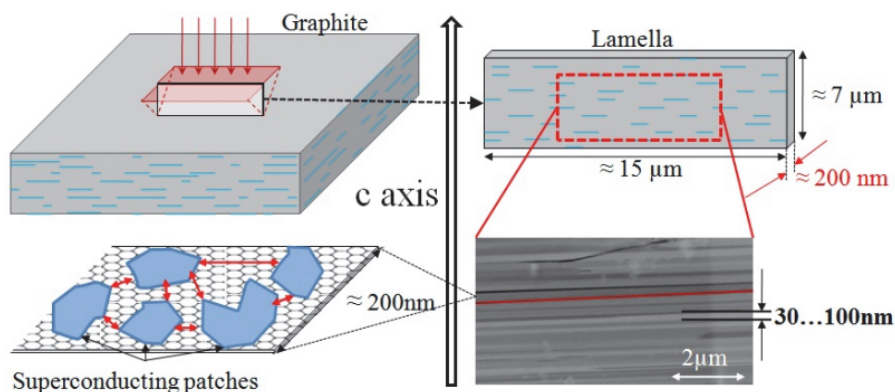 Graphite
Lamella
≈ 7 µm
≈ 15 µm
≈ 200 nm
c axis
≈ 200nm
30...100nm
2µm
Superconducting patches